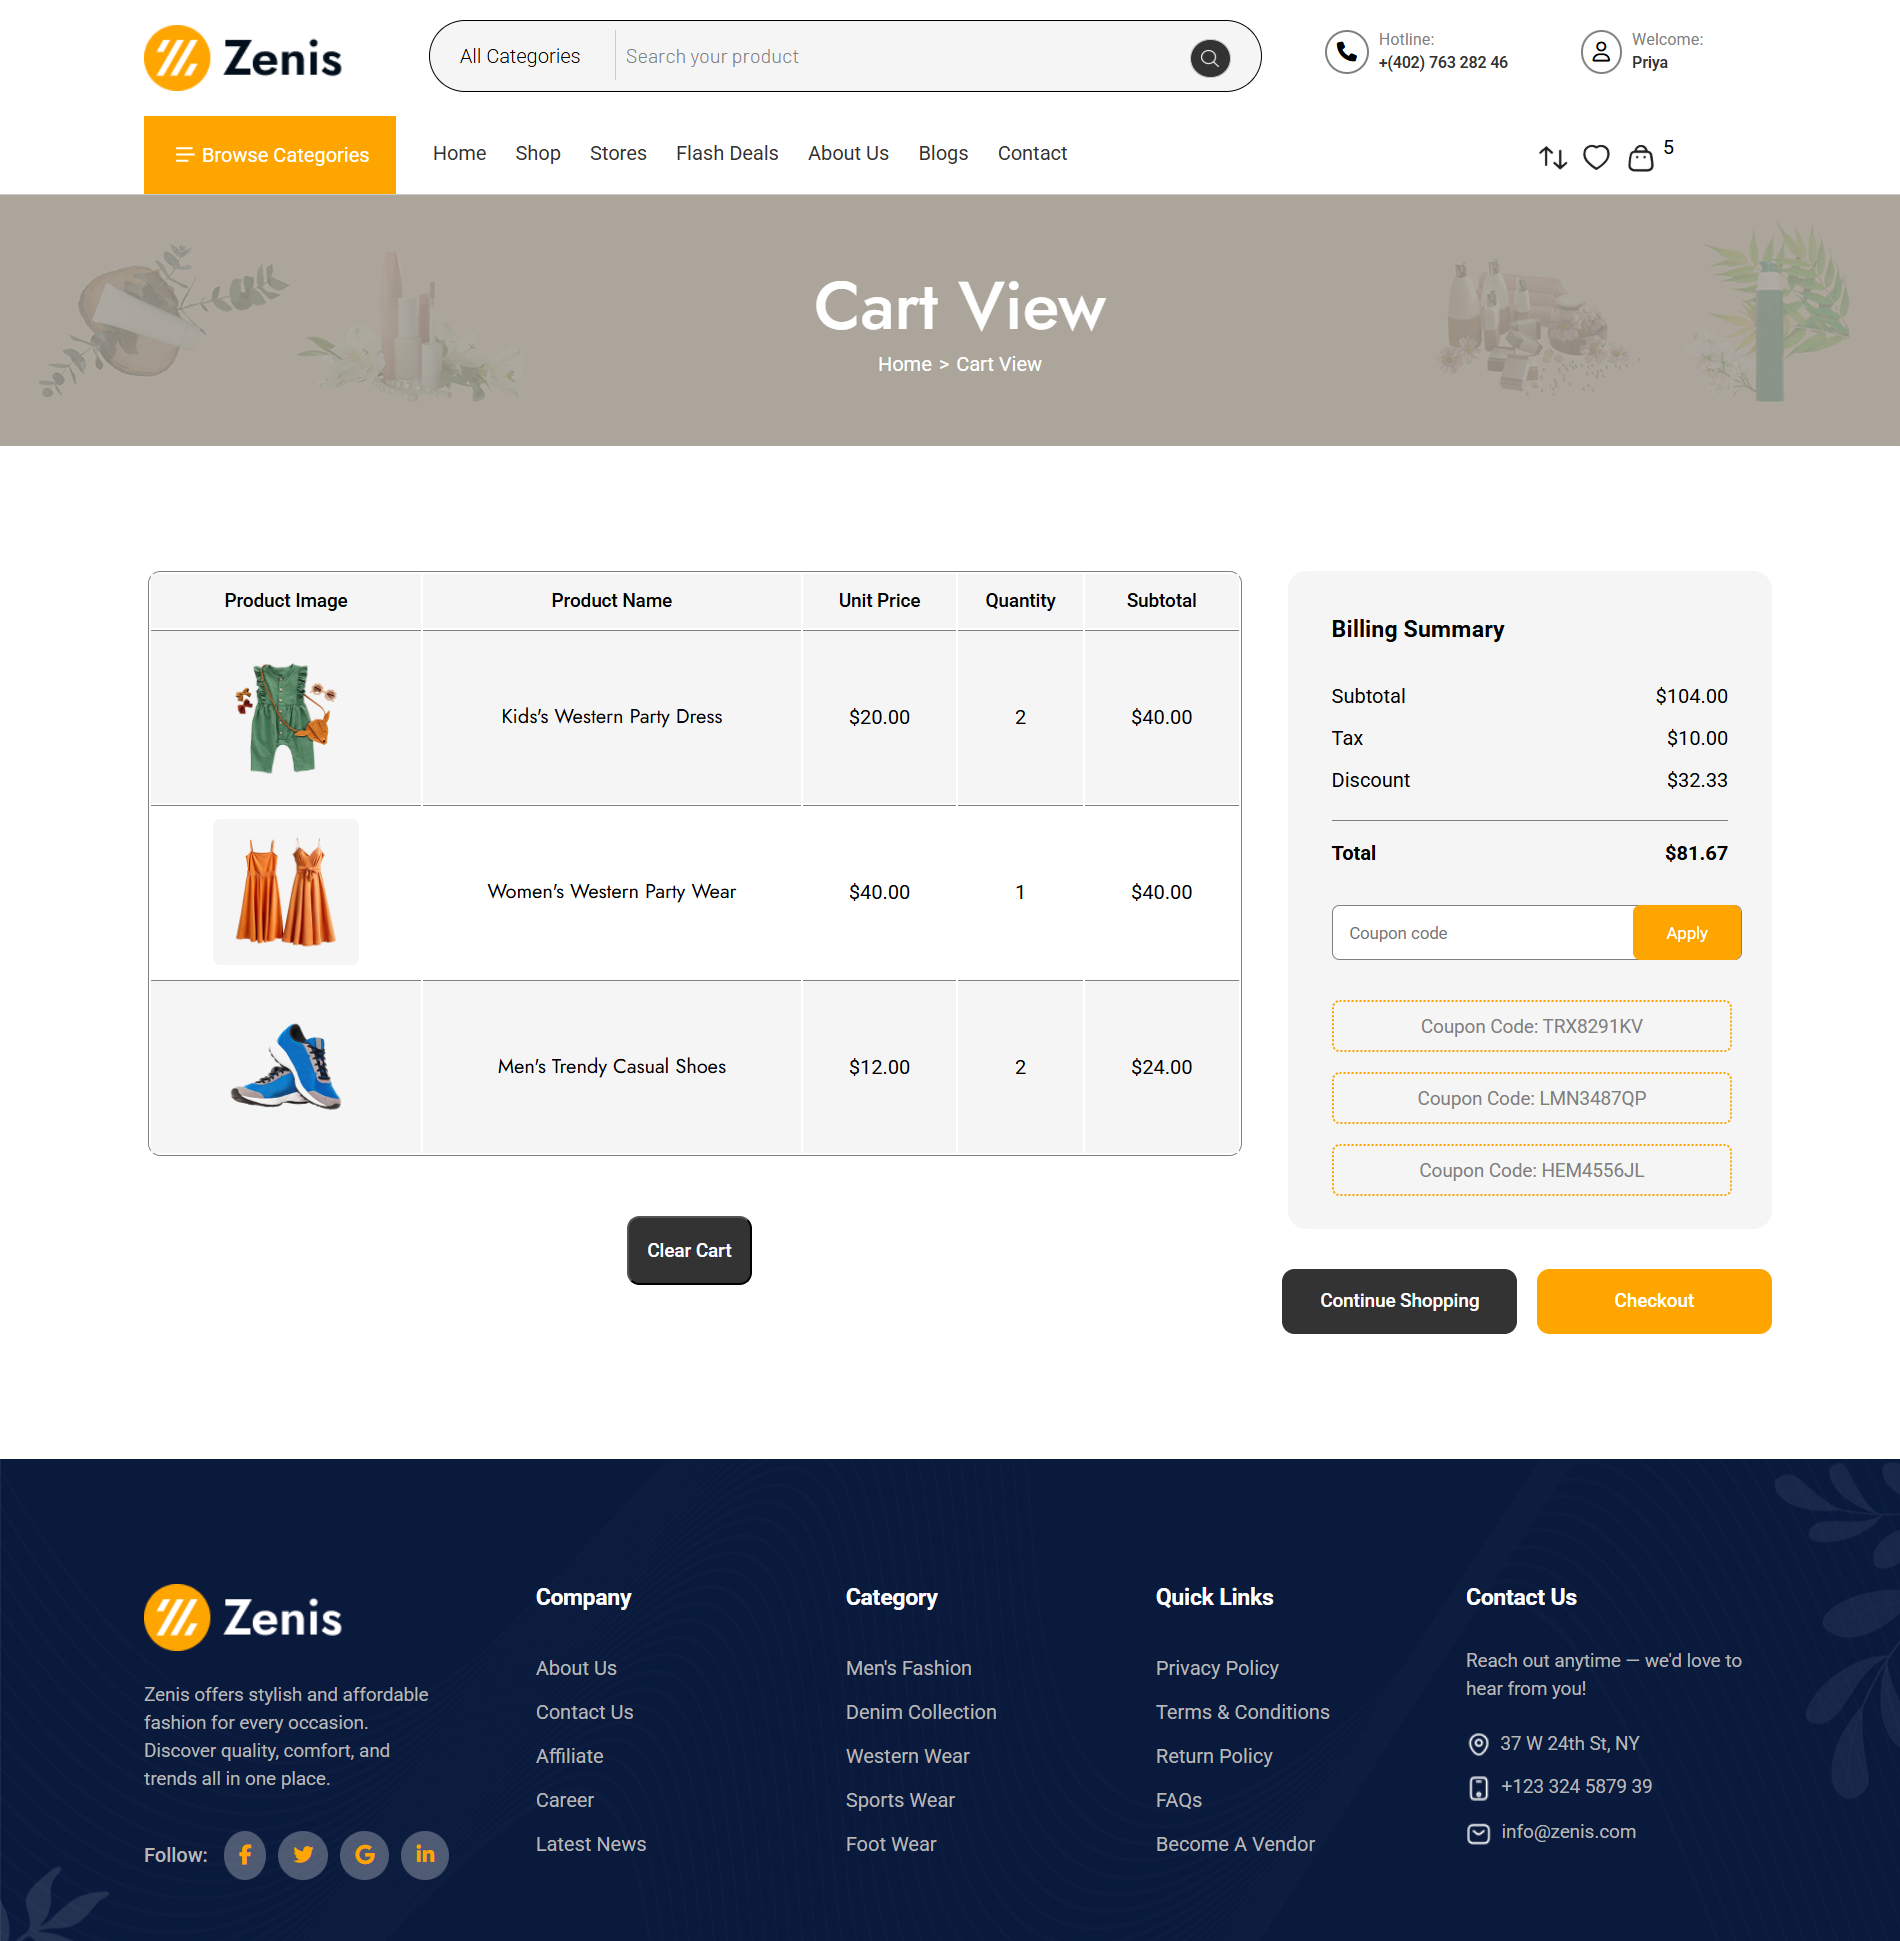 Zenis
All Categories
Search your product
Hotline:
+(402) 763 282 46
Welcome:
Priya
Browse Categories
Home
Shop
Stores
Flash Deals
About Us
Blogs
Contact
5
Cart View
Home > Cart View
Product Image
Product Name
Unit Price
Quantity
Subtotal
Kids's Western Party Dress
$20.00
2
$40.00
Women's Western Party Wear
$40.00
1
$40.00
Men's Trendy Casual Shoes
$12.00
2
$24.00
Clear Cart
Billing Summary
Subtotal
$104.00
Tax
$10.00
Discount
$32.33
Total
$81.67
Coupon code
Apply
Coupon Code: TRX8291KV
Coupon Code: LMN3487QP
Coupon Code: HEM4556JL
Continue Shopping
Checkout
Zenis
Zenis offers stylish and affordable
fashion for every occasion.
Discover quality, comfort, and
trends all in one place.
Follow:
Company
About Us
Contact Us
Affiliate
Career
Latest News
Category
Men's Fashion
Denim Collection
Western Wear
Sports Wear
Foot Wear
Quick Links
Privacy Policy
Terms & Conditions
Return Policy
FAQs
Become A Vendor
Contact Us
Reach out anytime — we'd love to
hear from you!
37 W 24th St, NY
+123 324 5879 39
info@zenis.com